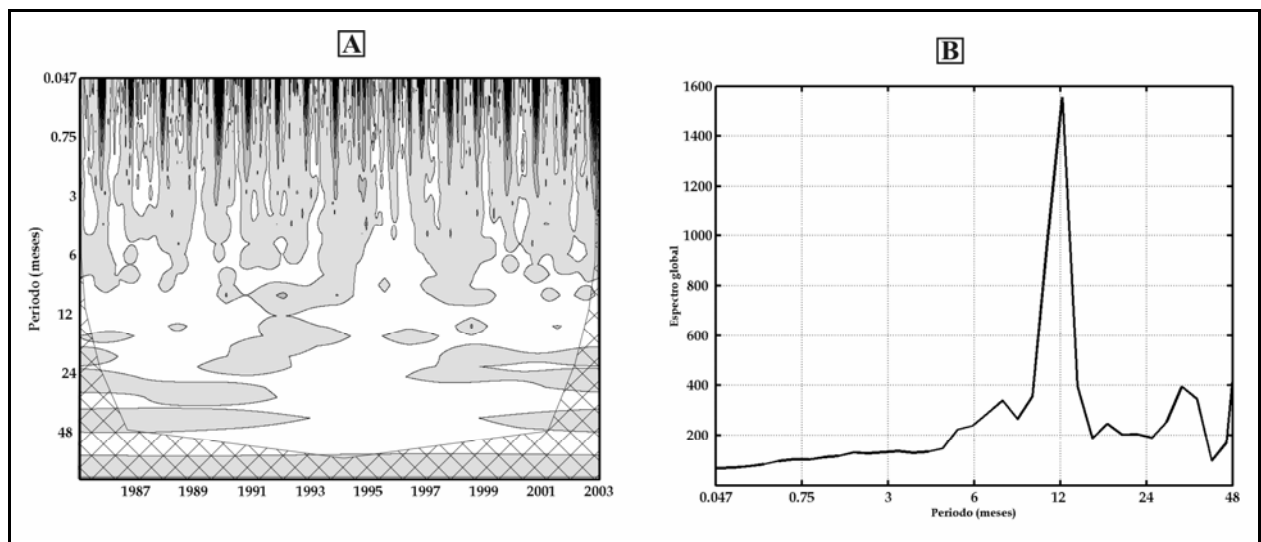 A
0.047
0.75
3
6
12
24
48
Periodo (meses)
1987 1989 1991 1993 1995 1997 1999 2001 2003
B
1600
1400
1200
1000
800
600
400
200
Espectro global
0.047 0.75 3 6 12 24 48
Periodo (meses)